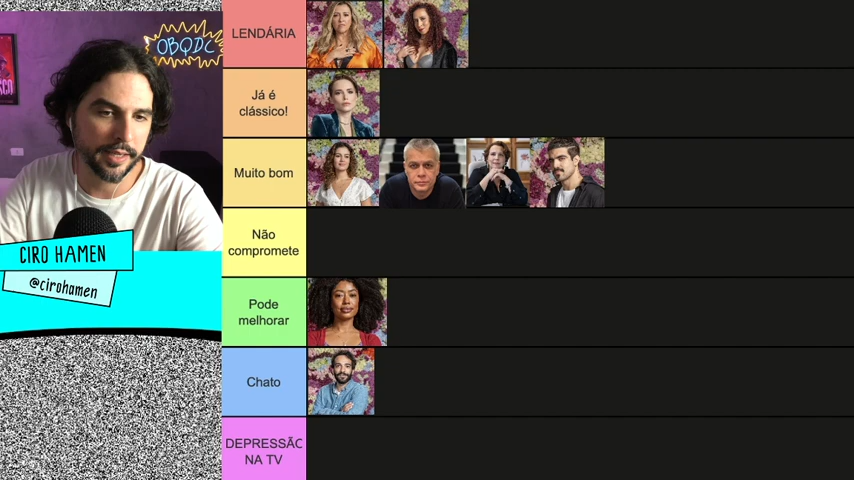 OBQDC
CIRO HAMEN
@cirohamen
LENDÁRIA
Já é
clássico!
Muito bom
Não
compromete
Pode
melhorar
Chato
DEPRESSÃO
NA TV